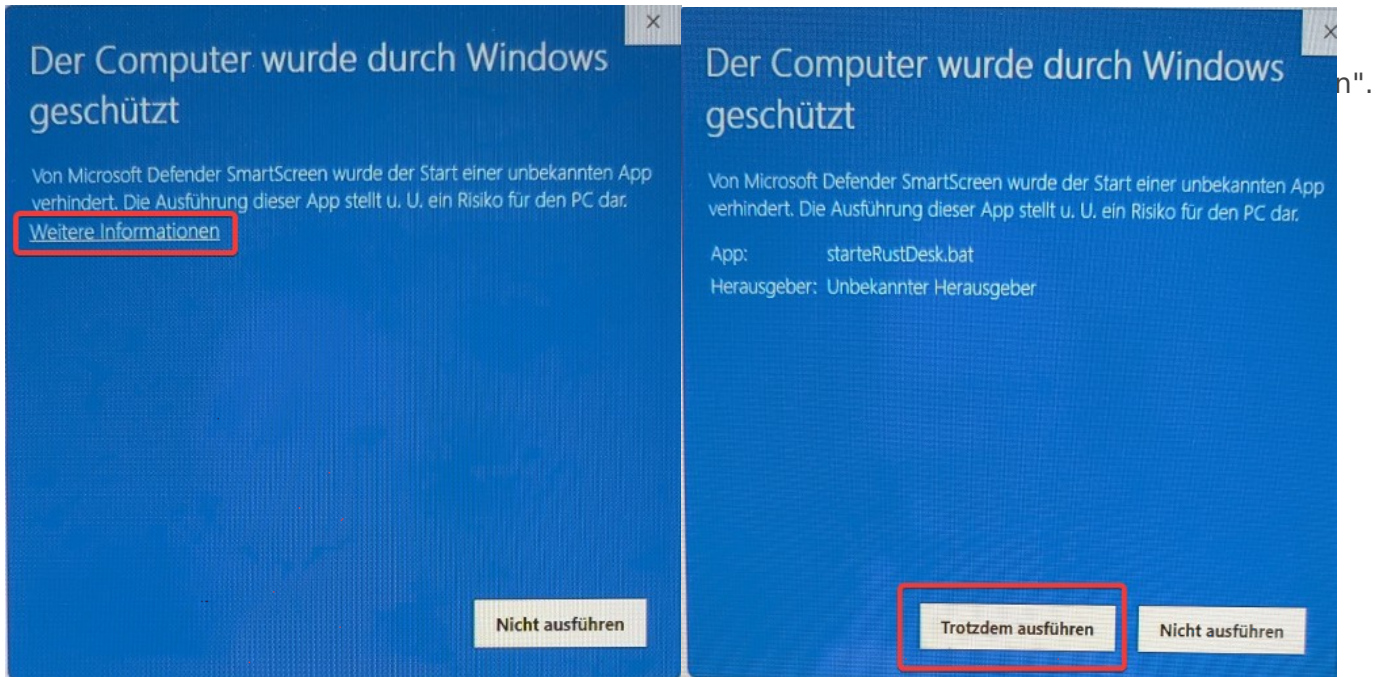 Der Computer wurde durch Windows
geschützt
Von Microsoft Defender SmartScreen wurde der Start einer unbekannten App
verhindert. Die Ausführung dieser App stellt u. U. ein Risiko für den PC dar.
Weitere Informationen
Nicht ausführen
Der Computer wurde durch Windows
geschützt
Von Microsoft Defender SmartScreen wurde der Start einer unbekannten App
verhindert. Die Ausführung dieser App stellt u. U. ein Risiko für den PC dar.
App: starteRustDesk.bat
Herausgeber: Unbekannter Herausgeber
Trotzdem ausführen Nicht ausführen
n".